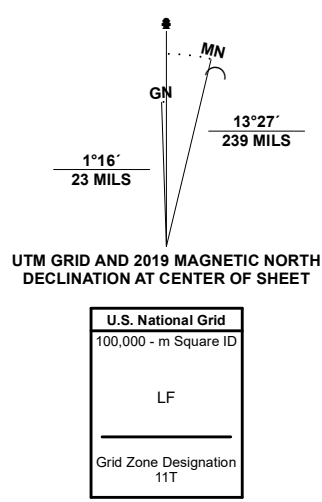 MN
GN
13°27´
239 MILS
1°16´
23 MILS
UTM GRID AND 2019 MAGNETIC NORTH
DECLINATION AT CENTER OF SHEET
U.S. National Grid
100,000 - m Square ID
LF
Grid Zone Designation
11T